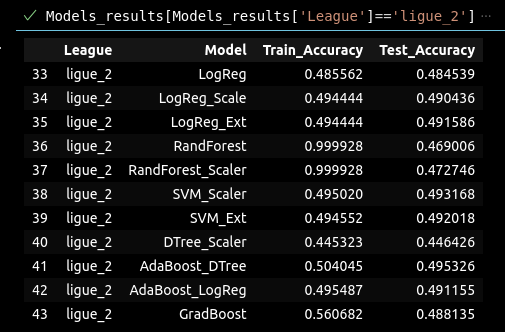 Models_results[Models_results['League']=='ligue_2'] ...
League Model Train_Accuracy Test_Accuracy
33 ligue_2 LogReg 0.485562 0.484539
34 ligue_2 LogReg_Scale 0.494444 0.490436
35 ligue_2 LogReg_Ext 0.494444 0.491586
36 ligue_2 RandForest 0.999928 0.469006
37 ligue_2 RandForest_Scaler 0.999928 0.472746
38 ligue_2 SVM_Scaler 0.495020 0.493168
39 ligue_2 SVM_Ext 0.494552 0.492018
40 ligue_2 DTree_Scaler 0.445323 0.446426
41 ligue_2 AdaBoost_DTree 0.504045 0.495326
42 ligue_2 AdaBoost_LogReg 0.495487 0.491155
43 ligue_2 GradBoost 0.560682 0.488135